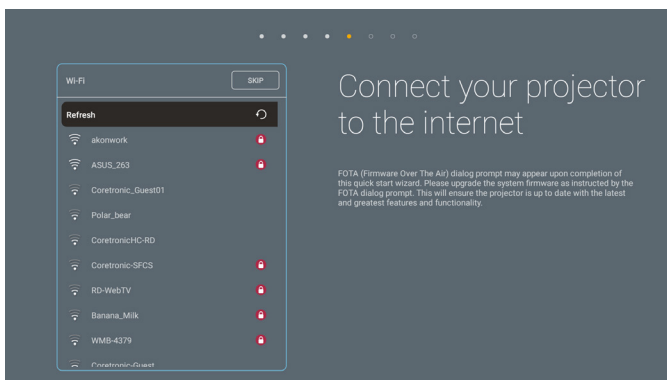 Wi-Fi
SKIP
Refresh
akonwork
ASUS_263
Coretronic_Guest01
Polar_bear
CoretronicHC-RD
Coretronic-SFCS
RD-WebTV
Banana_Milk
WMB-4379
Coretronic-Guest
Connect your projector
to the internet
FOTA (Firmware Over The Air) dialog prompt may appear upon completion of
this quick start wizard. Please upgrade the system firmware as instructed by the
FOTA dialog prompt. This will ensure the projector is up to date with the latest
and greatest features and functionality.